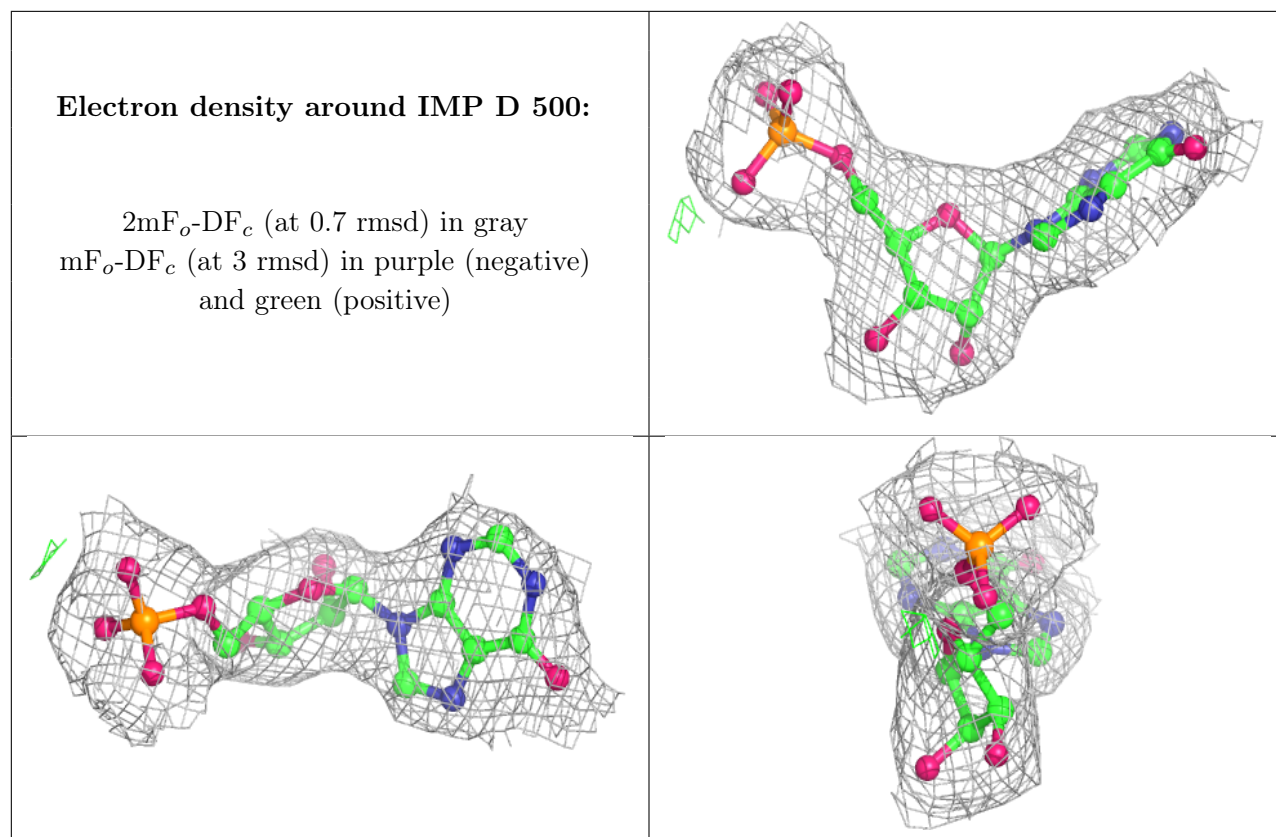 Electron density around IMP D 500:
2mFo-DFc (at 0.7 rmsd) in gray
mFo-DFc (at 3 rmsd) in purple (negative)
and green (positive)